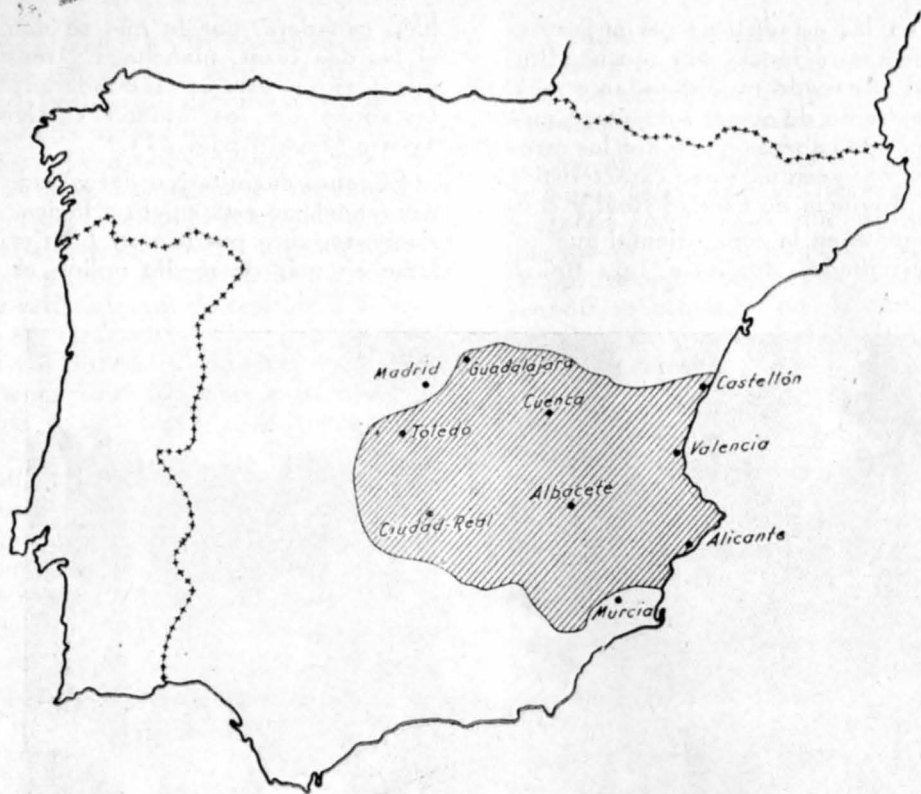 Madrid
Guadalajara
Castellón
Cuenca
Toledo
Valencia
Albacete
Ciudad-Real
Alicante
Murcia